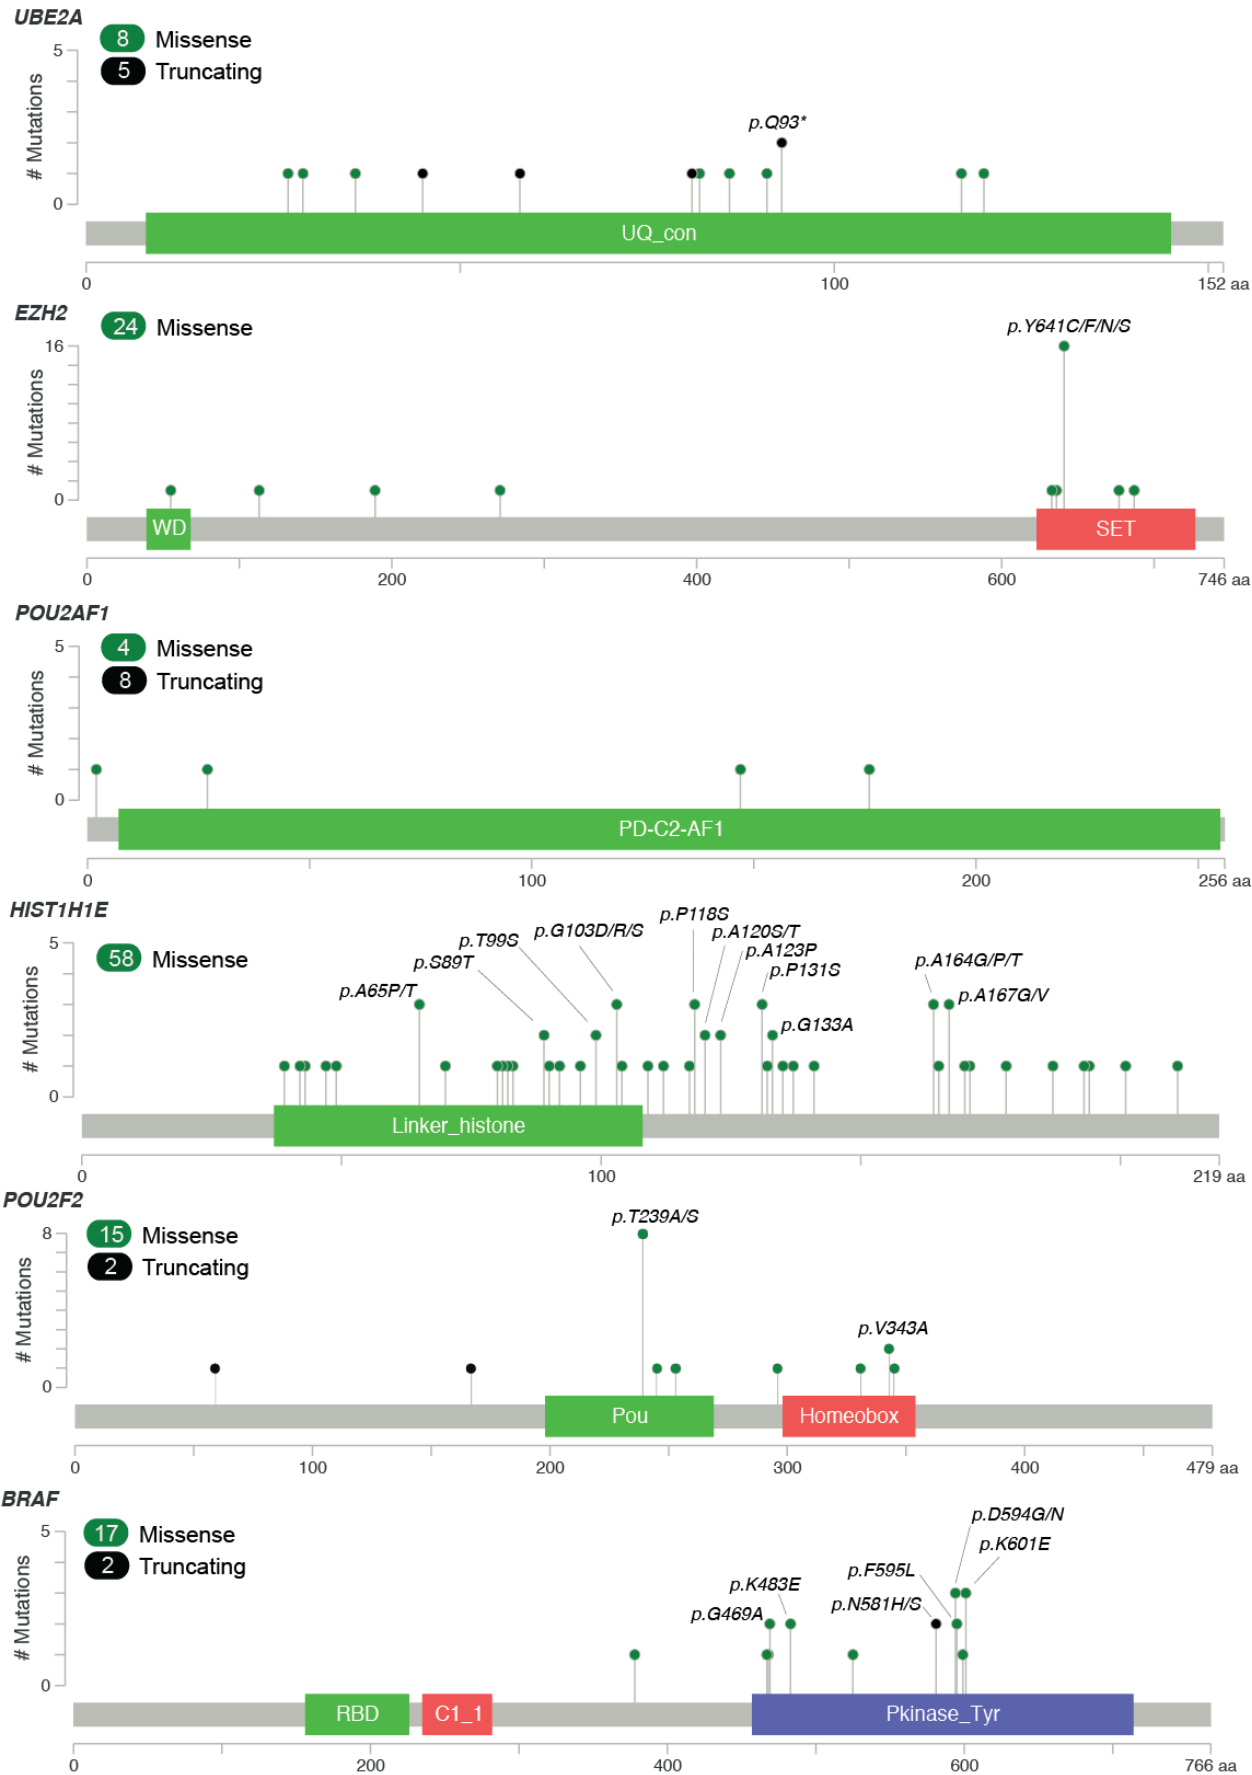 UBE2A
8 Missense
5 Truncating
5
# Mutations
0
p.Q93*
UQ_con
0 100 152 aa
EZH2
24 Missense
16
# Mutations
0
p.Y641C/F/N/S
WD SET
0 200 400 600 746 aa
POU2AF1
4 Missense
8 Truncating
5
# Mutations
0
PD-C2-AF1
0 100 200 256 aa
HIST1H1E
58 Missense
5
# Mutations
0
p.A65P/T
p.S89T
p.T99S
p.G103D/R/S
p.P118S
p.A120S/T
p.A123P
p.P131S
p.G133A
p.A164G/P/T
p.A167G/V
Linker_histone
0 100 219 aa
POU2F2
15 Missense
2 Truncating
8
# Mutations
0
p.T239A/S
p.V343A
Pou Homeobox
0 100 200 300 400 479 aa
BRAF
17 Missense
2 Truncating
5
# Mutations
0
p.G469A
p.K483E
p.N581H/S
p.F595L
p.D594G/N
p.K601E
RBD C1_1 Pkinase_Tyr
0 200 400 600 766 aa